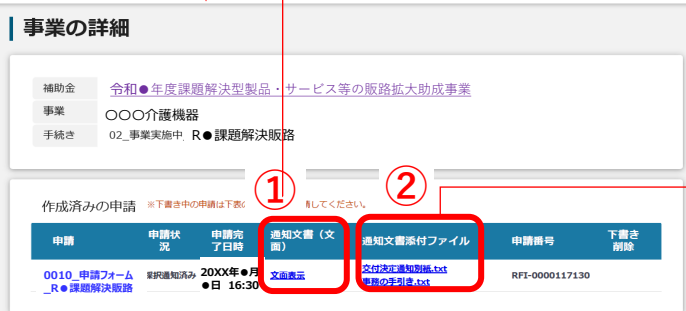 事業の詳細
補助金 令和●年度課題解決型製品・サービス等の販路拡大助成事業
事業 〇〇〇介護機器
手続き 02_事業実施中 R●課題解決販路
① ②
作成済みの申請 ※下書き中の申請は下表の 請してください。
申請 申請状況 申請完了日時 通知文書（文面） 通知文書添付ファイル 申請番号 下書き削除
0010_申請フォーム_R●課題解決販路 採択通知済み 20XX年●月●日 16:30 文面表示 交付決定通知別紙.txt 事務の手引き.txt RFI-0000117130